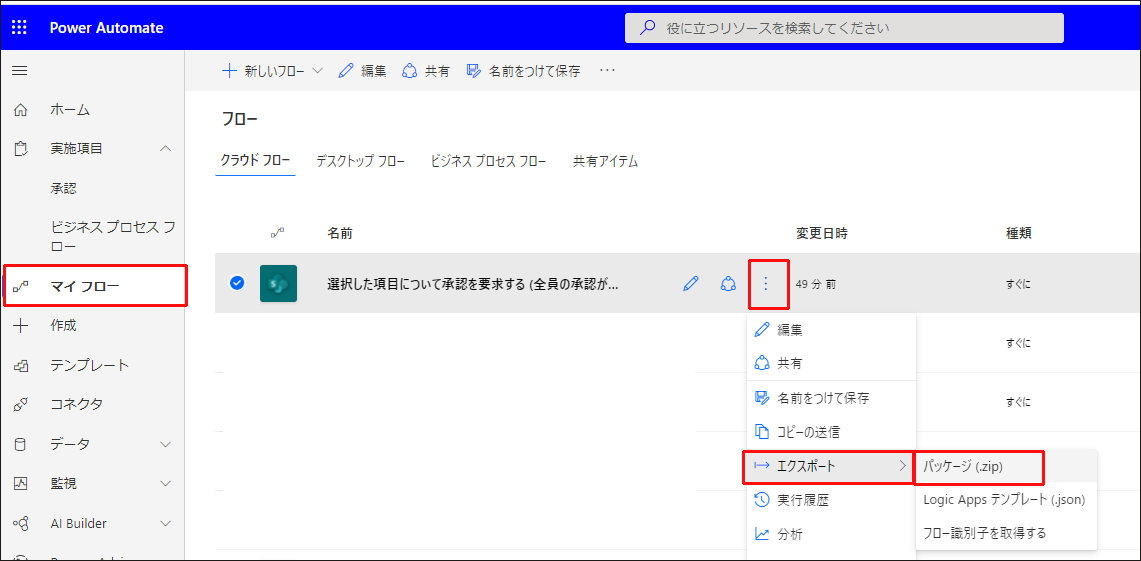 Power Automate
役に立つリソースを検索してください
新しいフロー
編集
共有
名前をつけて保存
ホーム
実施項目
承認
ビジネス プロセス フ
ロー
マイ フロー
作成
テンプレート
コネクタ
データ
監視
AI Builder
フロー
クラウド フロー
デスクトップ フロー
ビジネス プロセス フロー
共有アイテム
名前
変更日時
種類
選択した項目について承認を要求する (全員の承認が...
49 分 前
すぐに
すぐに
すぐに
編集
共有
名前をつけて保存
コピーの送信
エクスポート
実行履歴
分析
パッケージ (.zip)
Logic Apps テンプレート (.json)
フロー識別子を取得する